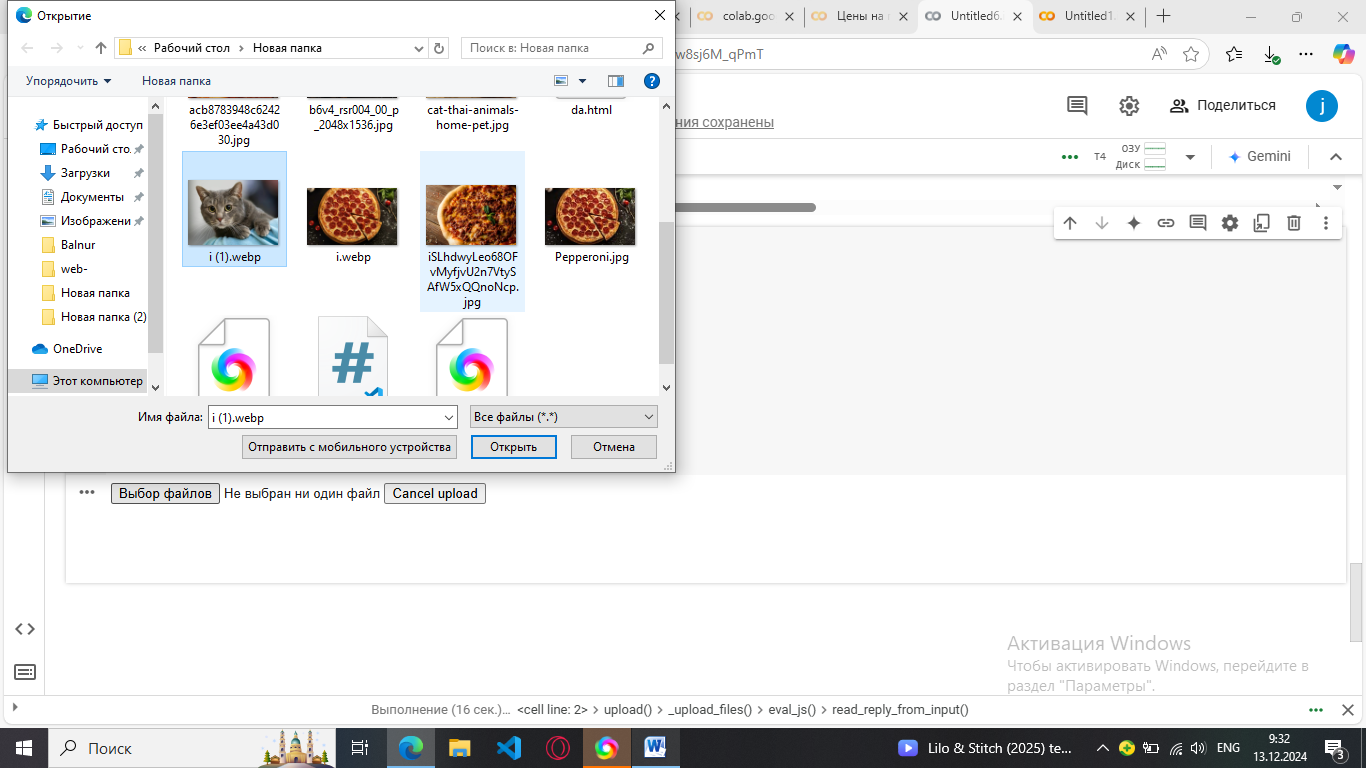 Открытие
colab.goo
Цены на
Untitled6.
Untitled1.
« Рабочий стол > Новая папка
Поиск в: Новая папка
w8sj6M_qPmT
Упорядочить
Новая папка
ния сохранены
Поделиться
j
T4
ОЗУ
Диск
Gemini
Быстрый доступ
Рабочий сто.
Загрузки
Документы
Изображени
Balnur
web-
Новая папка
Новая папка (2)
OneDrive
Этот компьютер
acb8783948c6242
6e3ef03ee4a43d0
30.jpg
b6v4_rsr004_00_p
_2048x1536.jpg
cat-thai-animals-
home-pet.jpg
da.html
i (1).webp
i.webp
iSLhdwyLeo68OF
vMyfjvU2n7VtyS
AfW5xQQnoNcp.
jpg
Pepperoni.jpg
#
Имя файла:
i (1).webp
Все файлы (*.*)
Отправить с мобильного устройства
Открыть
Отмена
Выбор файлов Не выбран ни один файл Cancel upload
Активация Windows
Чтобы активировать Windows, перейдите в
раздел "Параметры".
Выполнение (16 сек.)... <cell line: 2> > upload() > _upload_files() > eval_js() > read_reply_from_input()
Поиск
Lilo & Stitch (2025) te...
ENG
9:32
13.12.2024
3